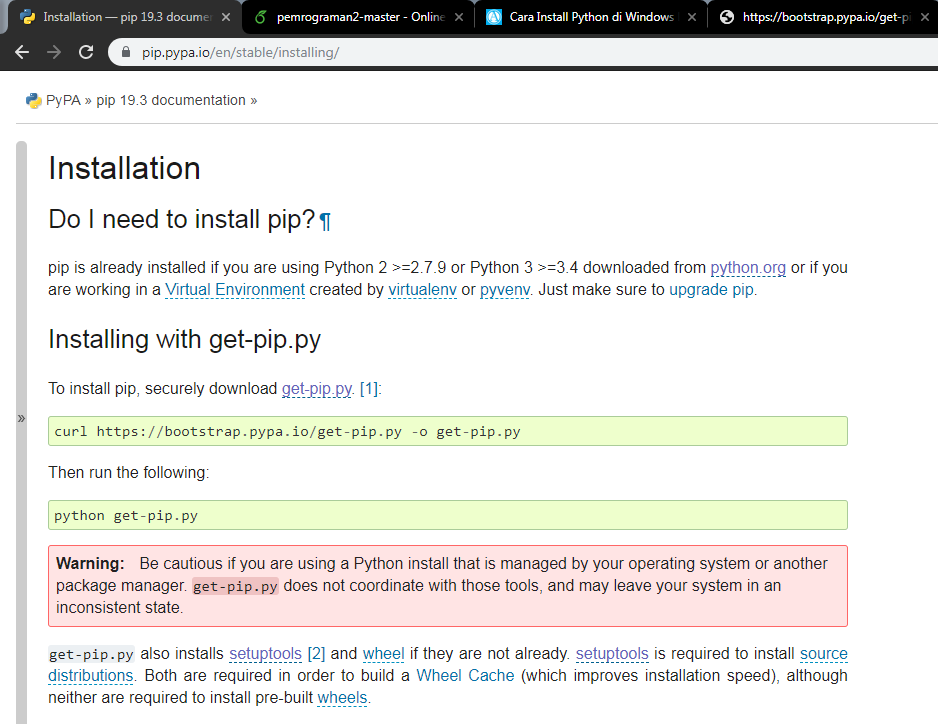 Installation — pip 19.3 documen
pemrograman2-master - Online
Cara Install Python di Windows
https://bootstrap.pypa.io/get-pi
pip.pypa.io/en/stable/installing/
PyPA » pip 19.3 documentation »
Installation
Do I need to install pip?¶
pip is already installed if you are using Python 2 >=2.7.9 or Python 3 >=3.4 downloaded from python.org or if you
are working in a Virtual Environment created by virtualenv or pyvenv. Just make sure to upgrade pip.
Installing with get-pip.py
To install pip, securely download get-pip.py. [1]:
»
curl https://bootstrap.pypa.io/get-pip.py -o get-pip.py
Then run the following:
python get-pip.py
Warning: Be cautious if you are using a Python install that is managed by your operating system or another
package manager. get-pip.py does not coordinate with those tools, and may leave your system in an
inconsistent state.
get-pip.py also installs setuptools [2] and wheel if they are not already. setuptools is required to install source
distributions. Both are required in order to build a Wheel Cache (which improves installation speed), although
neither are required to install pre-built wheels.